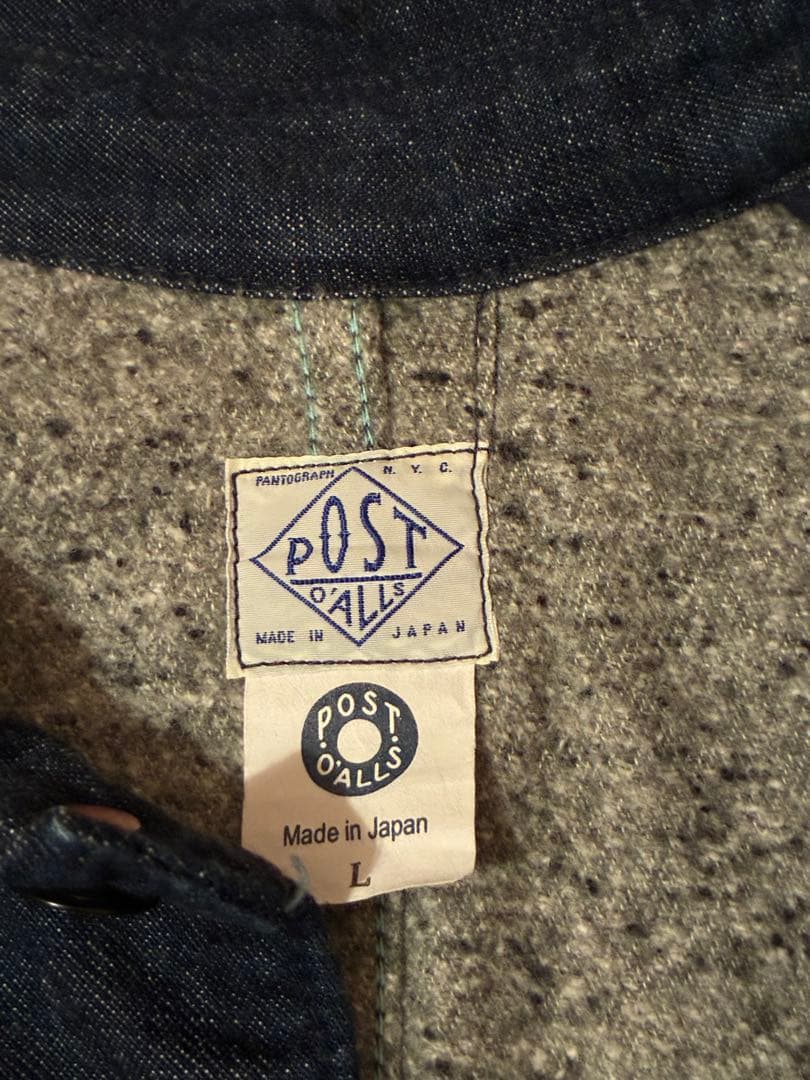 PANTOGRAPH N. Y. C.
POST
O'ALLS
MADE IN JAPAN
POST
O'ALLS
Made in Japan
L